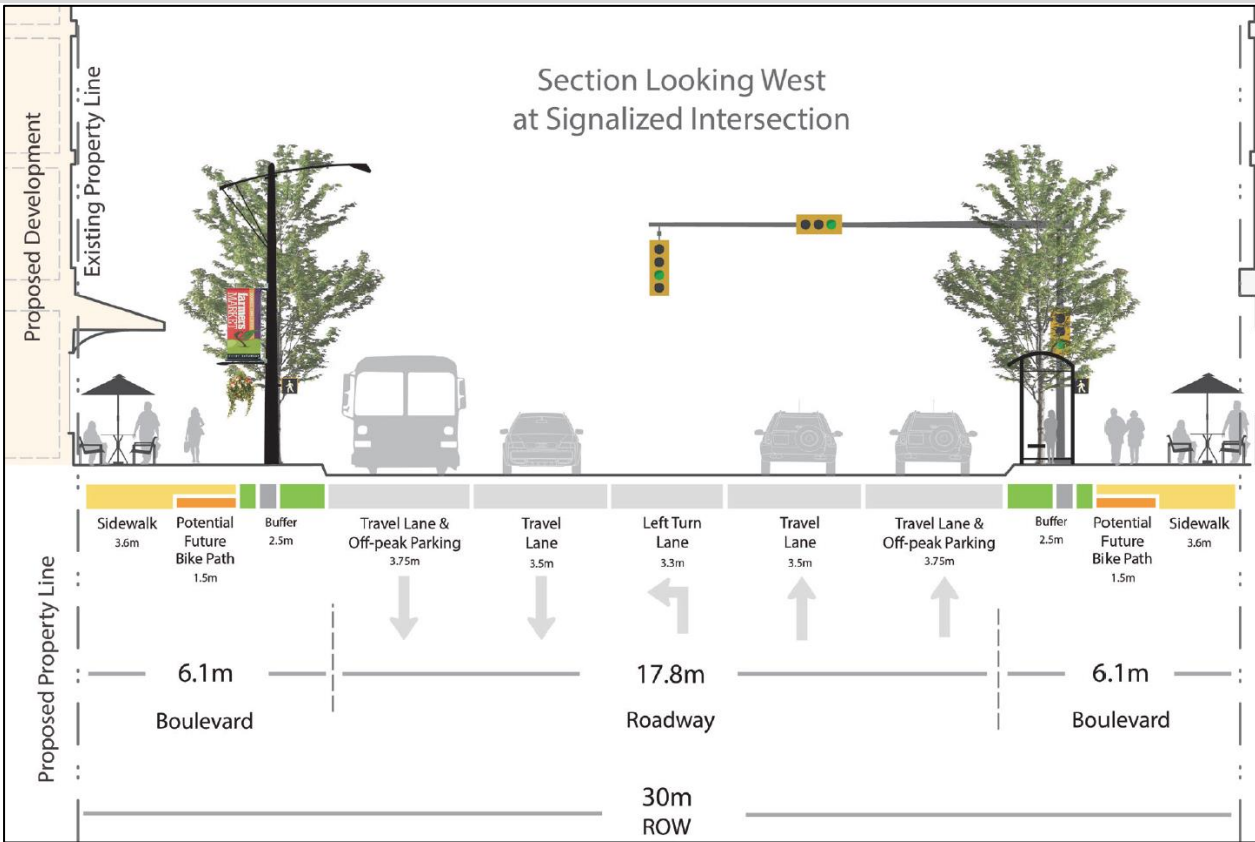 Section Looking West
at Signalized Intersection
Proposed Development
Existing Property Line
farmers
MARKET
Sidewalk
3.6m
Potential
Future
Bike Path
1.5m
Buffer
2.5m
Travel Lane &
Off-peak Parking
3.75m
Travel
Lane
3.5m
Left Turn
Lane
3.3m
Travel
Lane
3.5m
Travel Lane &
Off-peak Parking
3.75m
Buffer
2.5m
Potential
Future
Bike Path
1.5m
Sidewalk
3.6m
Proposed Property Line
6.1m
Boulevard
17.8m
Roadway
6.1m
Boulevard
30m
ROW